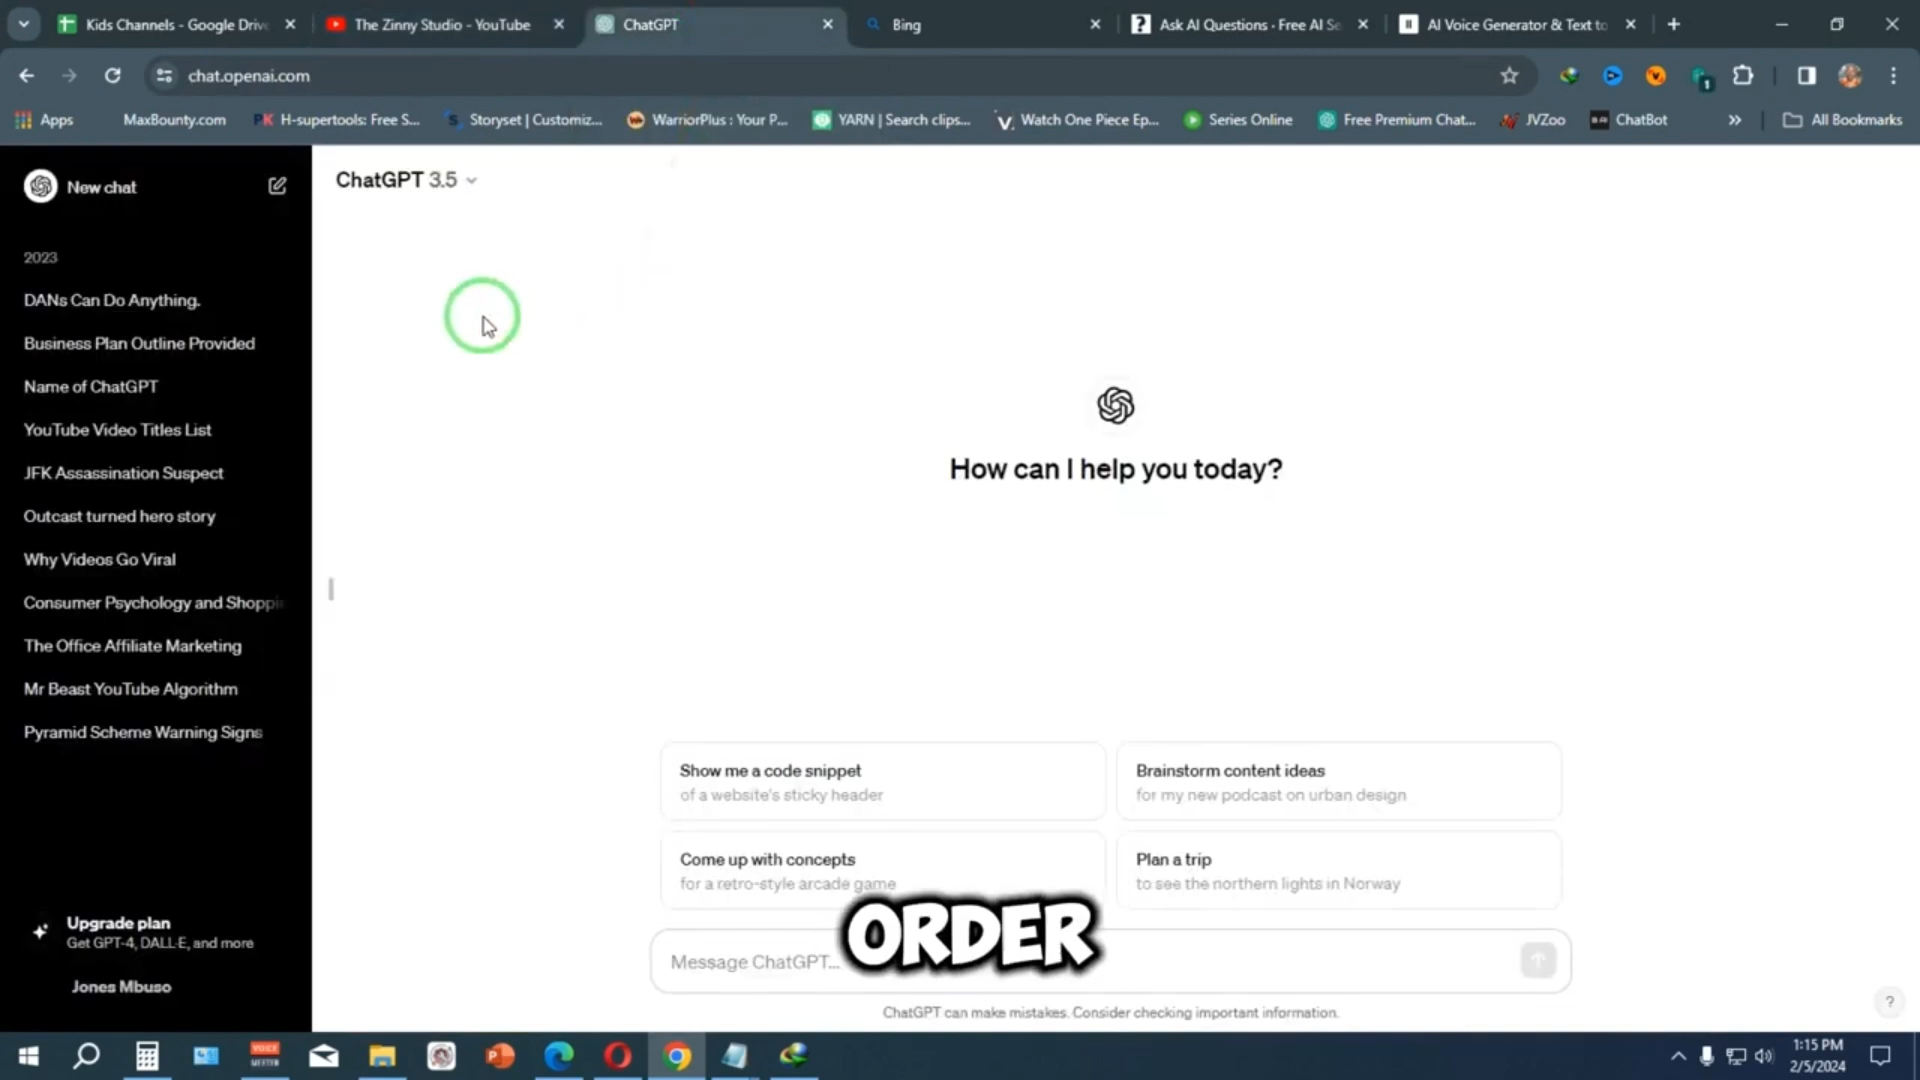 Kids Channels - Google Drive
The Zinny Studio - YouTube
ChatGPT
Bing
Ask AI Questions · Free AI Se
AI Voice Generator & Text to
chat.openai.com
1
Apps
MaxBounty.com
H-supertools: Free S...
Storyset | Customiz...
WarriorPlus : Your P...
YARN | Search clips...
Watch One Piece Ep...
Series Online
Free Premium Chat...
JVZoo
ChatBot
All Bookmarks
New chat
2023
DANs Can Do Anything.
Business Plan Outline Provided
Name of ChatGPT
YouTube Video Titles List
JFK Assassination Suspect
Outcast turned hero story
Why Videos Go Viral
Consumer Psychology and Shoppi
The Office Affiliate Marketing
Mr Beast YouTube Algorithm
Pyramid Scheme Warning Signs
Upgrade plan
Get GPT-4, DALL·E, and more
Jones Mbuso
ChatGPT 3.5
How can I help you today?
Show me a code snippet
of a website's sticky header
Brainstorm content ideas
for my new podcast on urban design
Come up with concepts
for a retro-style arcade game
Plan a trip
to see the northern lights in Norway
ORDER
Message ChatGPT...
ChatGPT can make mistakes. Consider checking important information.
?
VOICE
MEETER
1:15 PM
2/5/2024